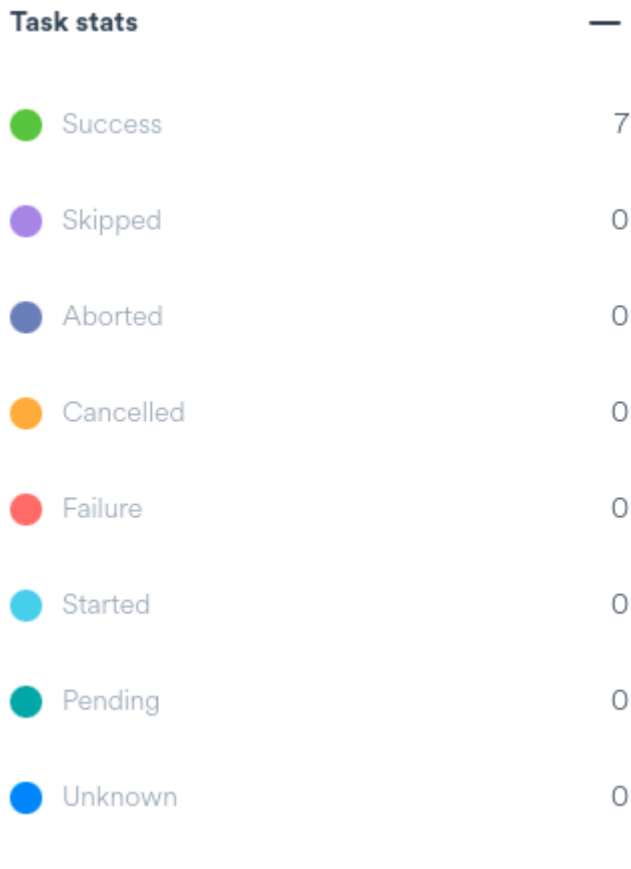 Task stats
Success 7
Skipped 0
Aborted 0
Cancelled 0
Failure 0
Started 0
Pending 0
Unknown 0